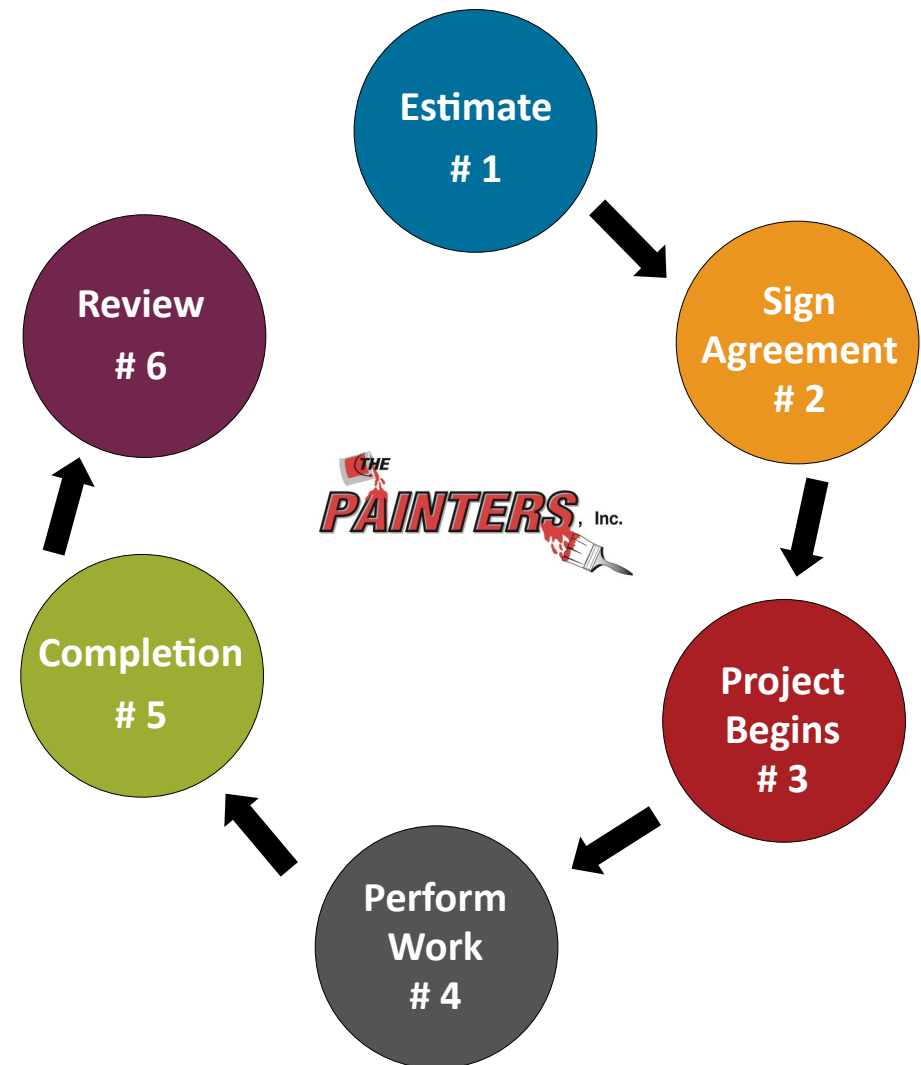 Estimate
# 1
Sign
Agreement
# 2
Project
Begins
# 3
Perform
Work
# 4
Completion
# 5
Review
# 6
THE
PAINTERS, Inc.